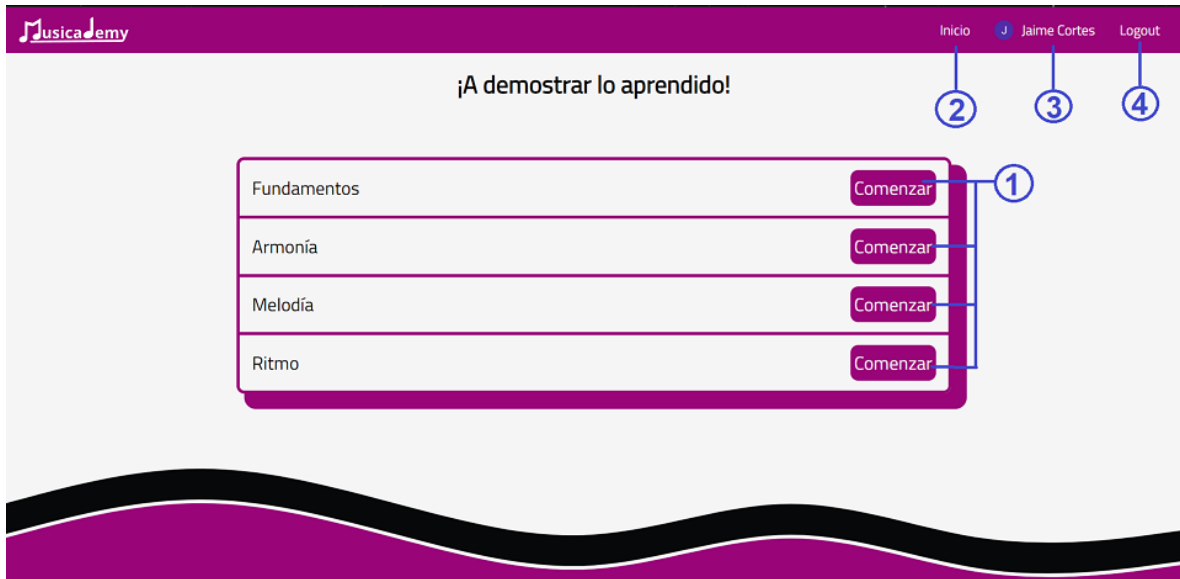 Musicademy Inicio J Jaime Cortes Logout
¡A demostrar lo aprendido!
2 3 4
Fundamentos Comenzar 1
Armonía Comenzar
Melodía Comenzar
Ritmo Comenzar